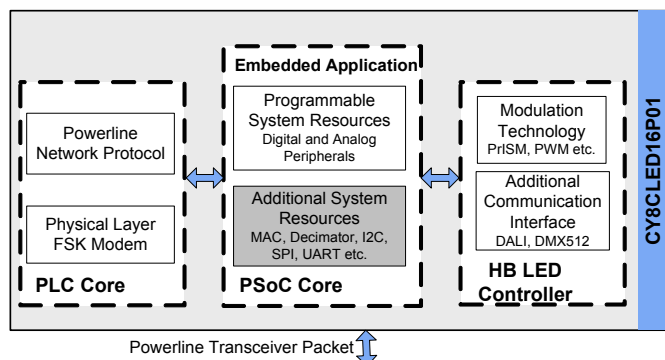 Powerline
Network Protocol
Physical Layer
FSK Modem
PLC Core
Embedded Application
Programmable
System Resources
Digital and Analog
Peripherals
Additional System
Resources
MAC, Decimator, I2C,
SPI, UART etc.
PSoC Core
Modulation
Technology
PrISM, PWM etc.
Additional
Communication
Interface
DALI, DMX512
HB LED
Controller
CY8CLED16P01
Powerline Transceiver Packet